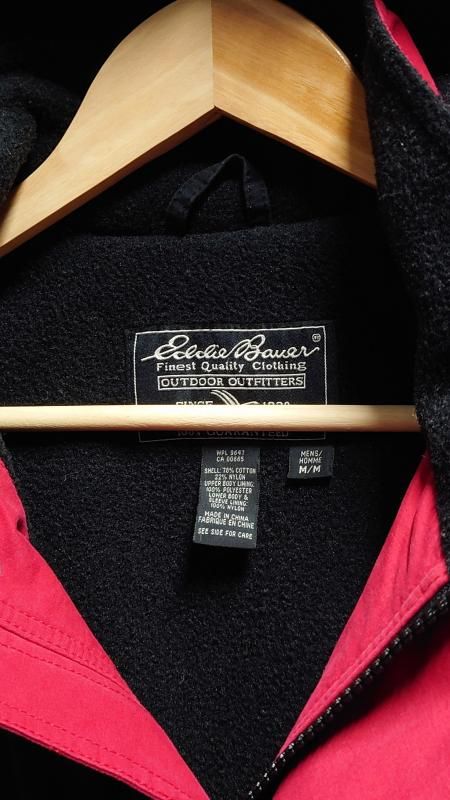 Eddie Bauer
Finest Quality Clothing
OUTDOOR OUTFITTERS
SINCE 1920
100% GUARANTEED
WPL 9647
CA 00665
SHELL: 78% COTTON
22% NYLON
UPPER BODY LINING:
100% POLYESTER
LOWER BODY &
SLEEVE LINING:
100% NYLON
MADE IN CHINA
FABRIQUE EN CHINE
SEE SIDE FOR CARE
MENS/
HOMME
M/M